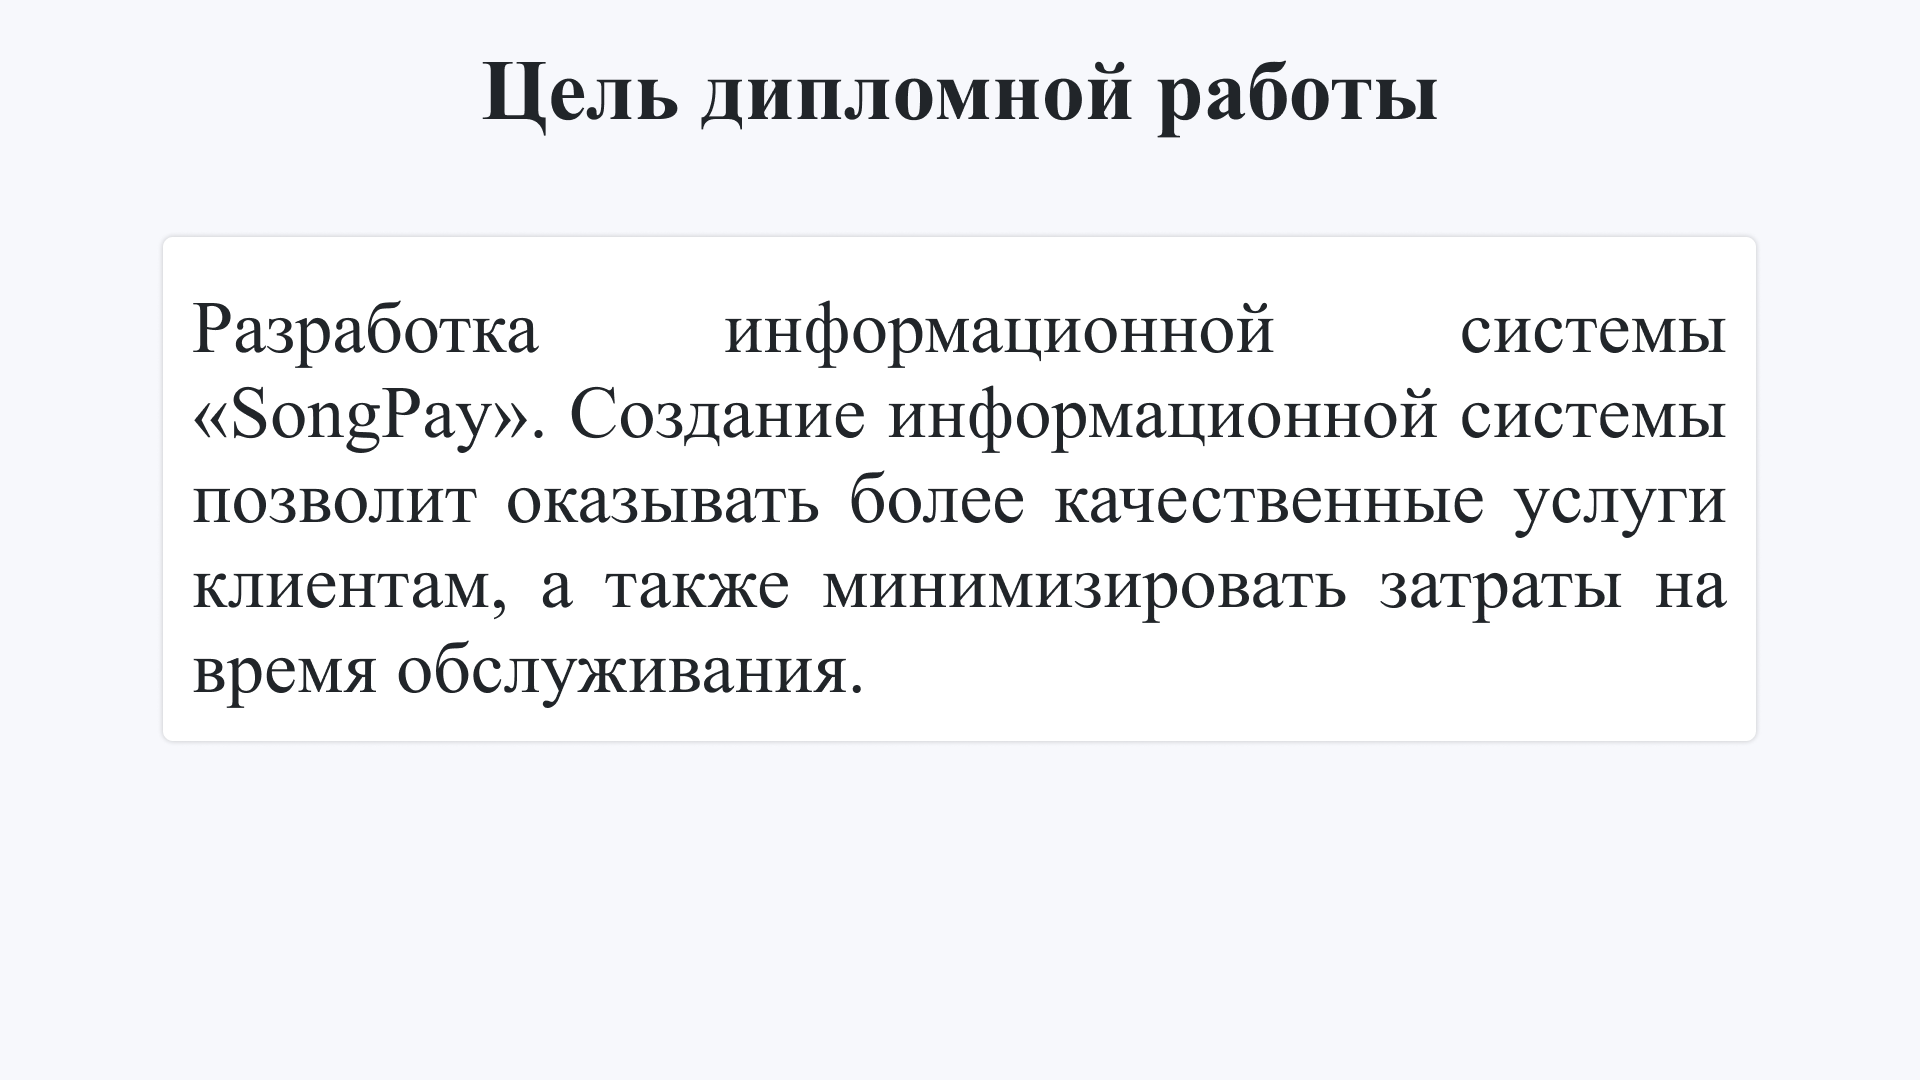 Цель дипломной работы
Разработка информационной системы
«SongPay». Создание информационной системы
позволит оказывать более качественные услуги
клиентам, а также минимизировать затраты на
время обслуживания.